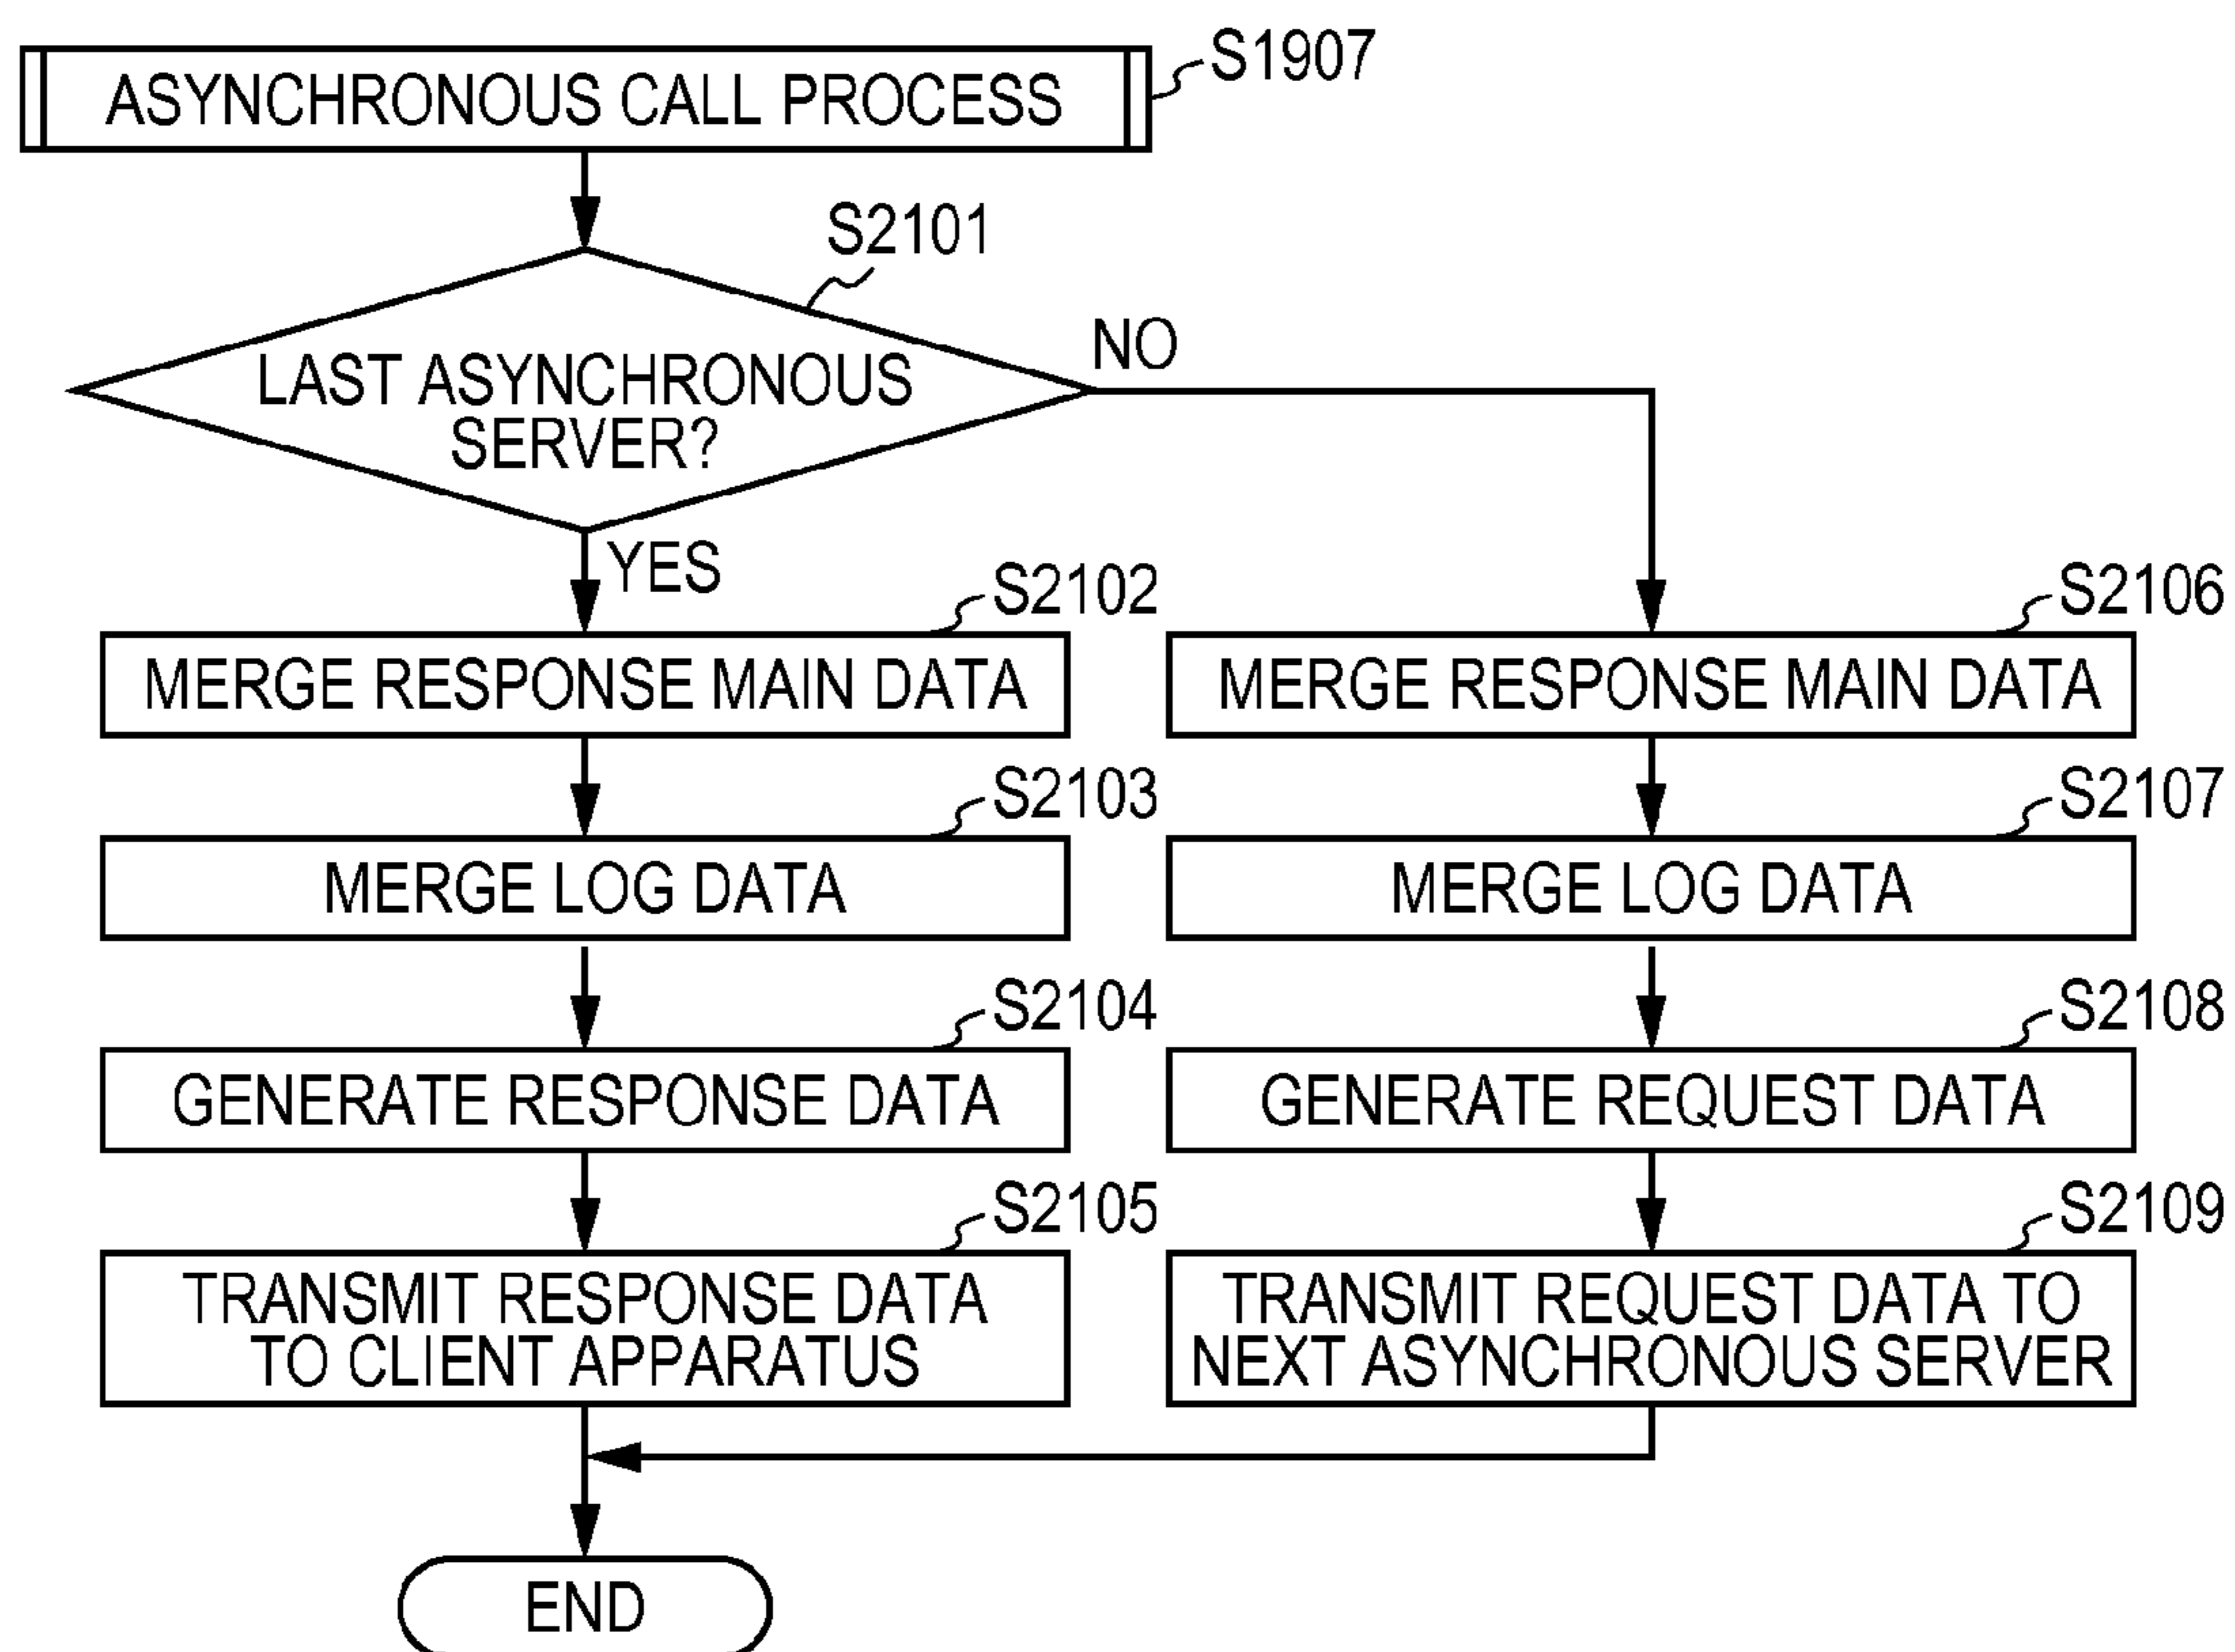 ASYNCHRONOUS CALL PROCESS
S1907
S2101
LAST ASYNCHRONOUS
SERVER?
NO
YES
S2102
MERGE RESPONSE MAIN DATA
S2103
MERGE LOG DATA
S2104
GENERATE RESPONSE DATA
S2105
TRANSMIT RESPONSE DATA
TO CLIENT APPARATUS
S2106
MERGE RESPONSE MAIN DATA
S2107
MERGE LOG DATA
S2108
GENERATE REQUEST DATA
S2109
TRANSMIT REQUEST DATA TO
NEXT ASYNCHRONOUS SERVER
END